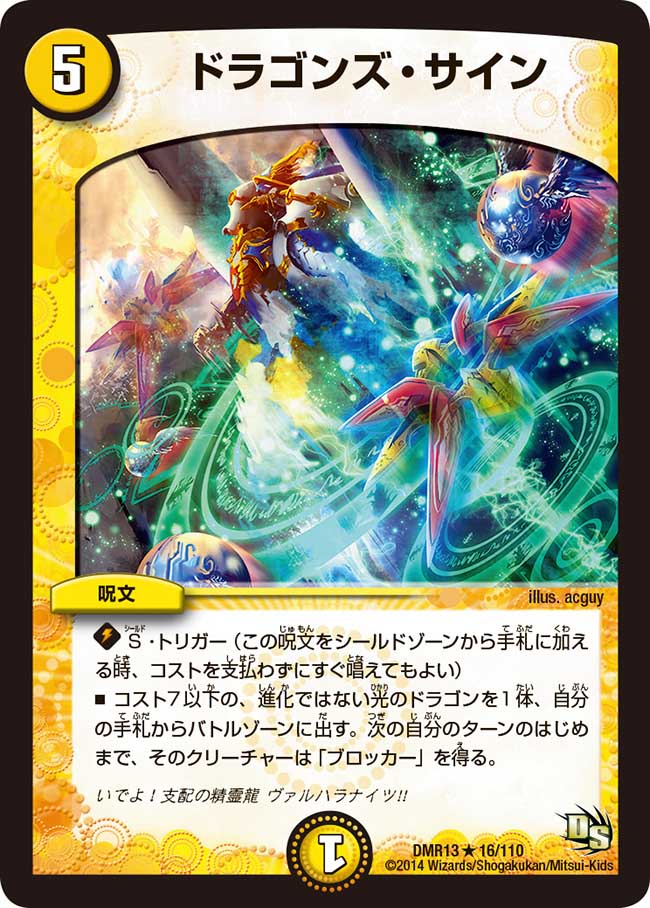 5
ドラゴンズ・サイン
呪文
illus. acguy
S・トリガー（この呪文をシールドゾーンから手札に加え
る時、コストを支払わずにすぐ唱えてもよい）
■ コスト7以下の、進化ではない光のドラゴンを1体、自分
の手札からバトルゾーンに出す。次の自分のターンのはじめ
まで、そのクリーチャーは「ブロッカー」を得る。
いでよ！支配の精霊龍 ヴァルハラナイツ!!
DS
1
DMR13★16/110
©2014 Wizards/Shogakukan/Mitsui-Kids